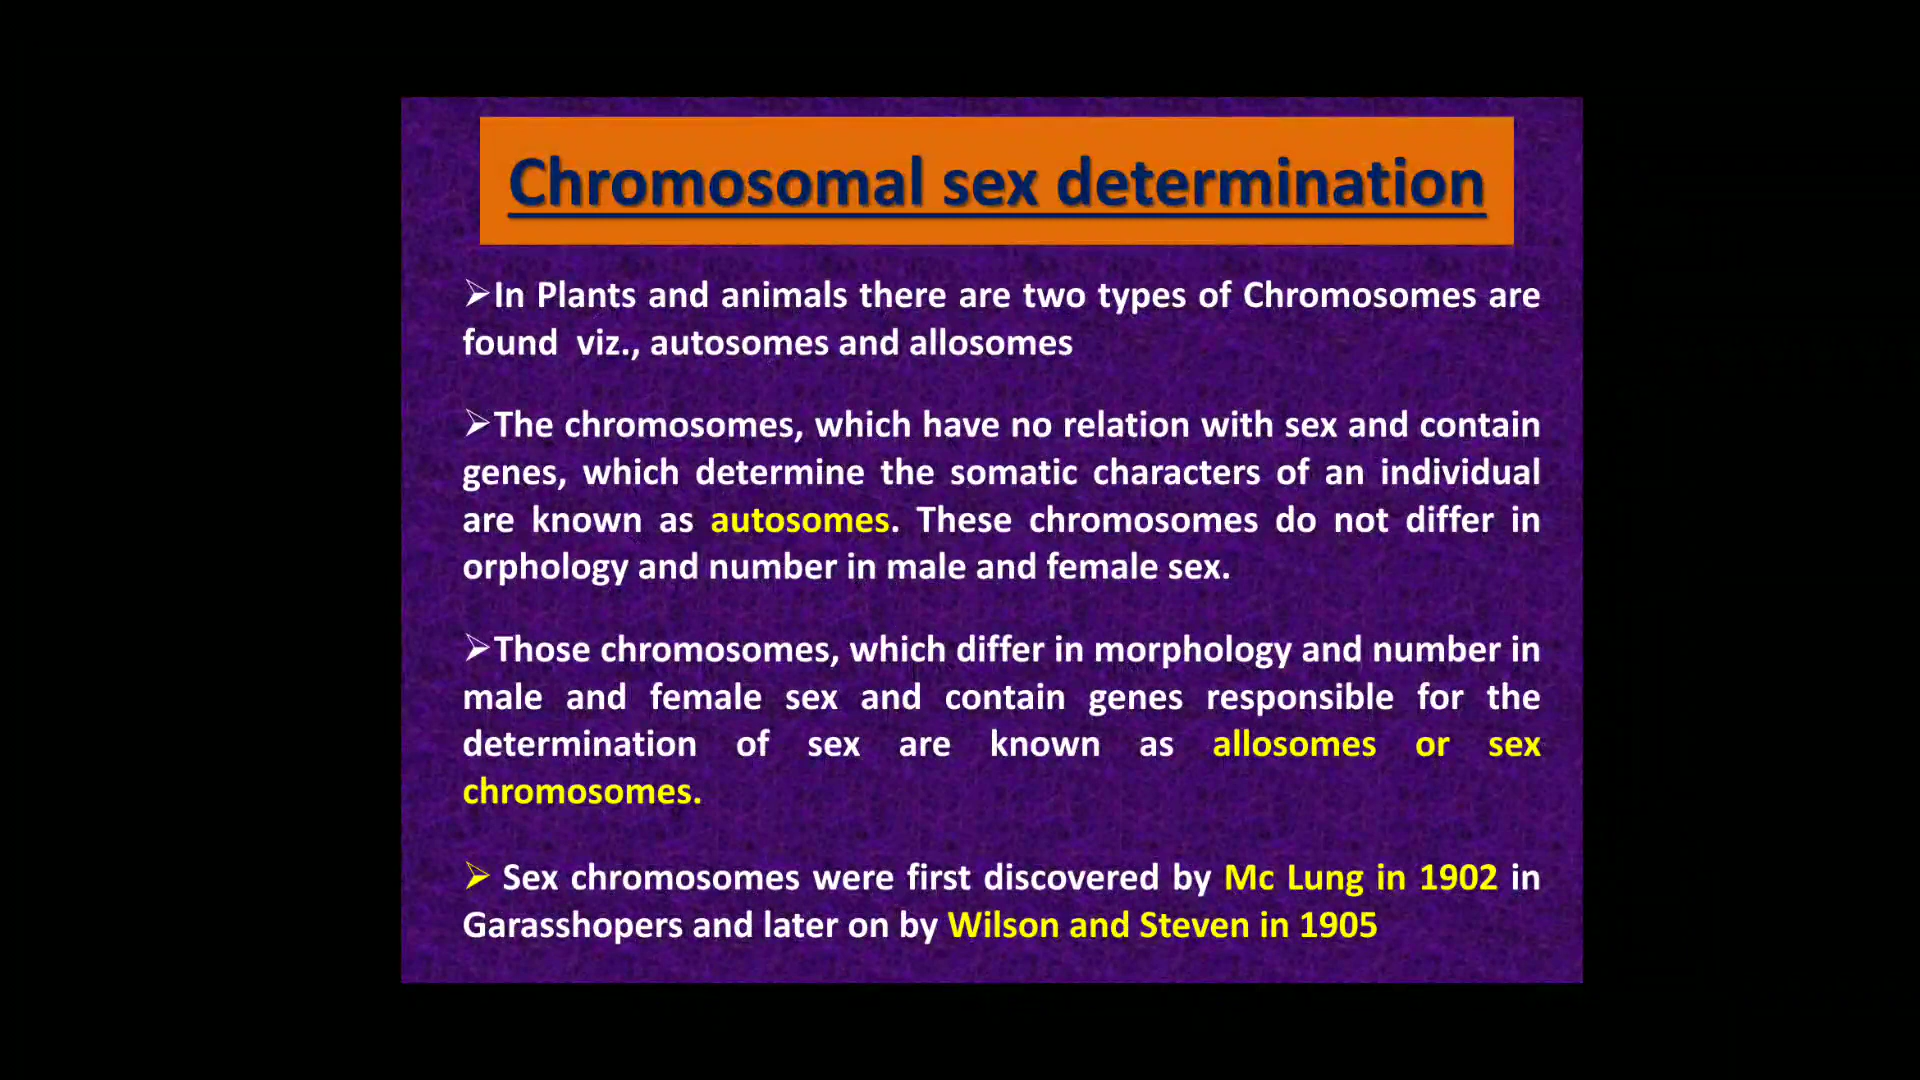 Chromosomal sex determination
➢In Plants and animals there are two types of Chromosomes are
found viz., autosomes and allosomes
➢The chromosomes, which have no relation with sex and contain
genes, which determine the somatic characters of an individual
are known as autosomes. These chromosomes do not differ in
orphology and number in male and female sex.
➢Those chromosomes, which differ in morphology and number in
male and female sex and contain genes responsible for the
determination of sex are known as allosomes or sex
chromosomes.
➢ Sex chromosomes were first discovered by Mc Lung in 1902 in
Garasshopers and later on by Wilson and Steven in 1905